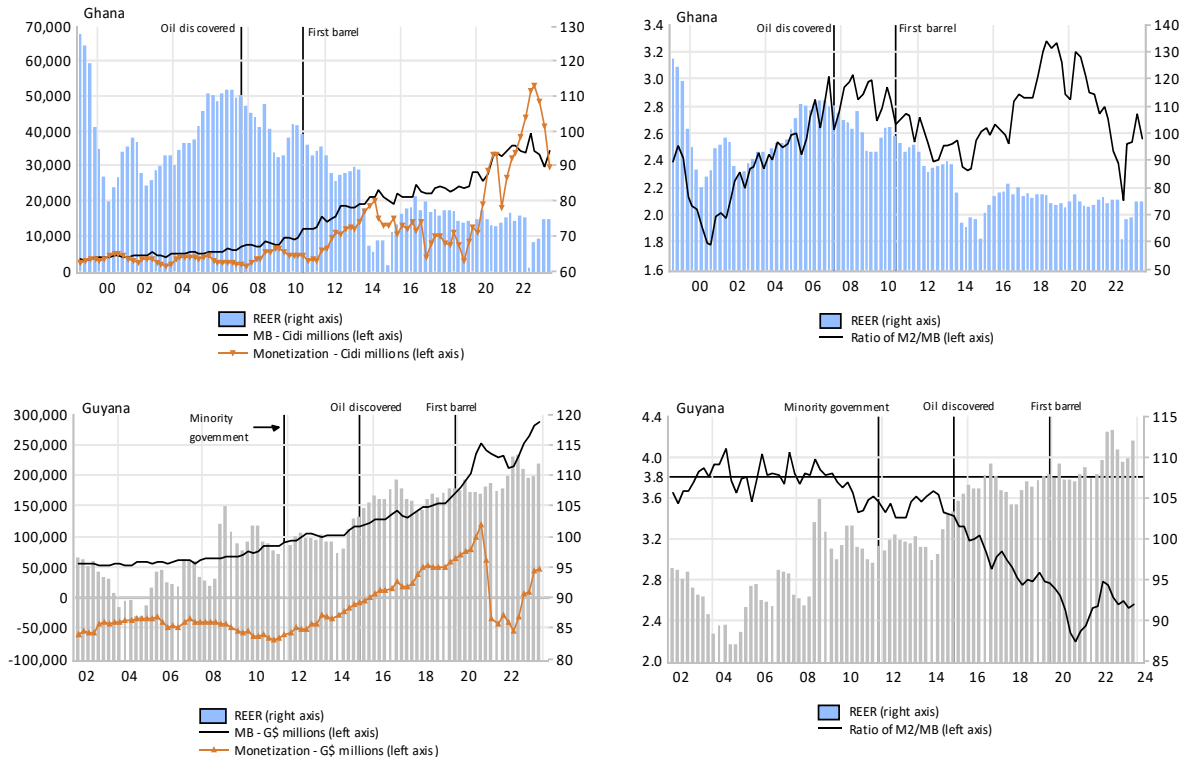 Ghana
Oil discovered
First barrel
70,000
60,000
50,000
40,000
30,000
20,000
10,000
0
130
120
110
100
90
80
70
60
00 02 04 06 08 10 12 14 16 18 20 22
REER (right axis)
MB - Cidi millions (left axis)
Monetization - Cidi millions (left axis)
Ghana
Oil discovered
First barrel
3.4
3.2
3.0
2.8
2.6
2.4
2.2
2.0
1.8
1.6
140
130
120
110
100
90
80
70
60
50
00 02 04 06 08 10 12 14 16 18 20 22
REER (right axis)
Ratio of M2/MB (left axis)
Guyana
Minority
government
Oil discovered
First barrel
300,000
250,000
200,000
150,000
100,000
50,000
0
-50,000
-100,000
120
115
110
105
100
95
90
85
80
02 04 06 08 10 12 14 16 18 20 22
REER (right axis)
MB - G$ millions (left axis)
Monetization - G$ millions (left axis)
Guyana
Minority government
Oil discovered
First barrel
4.4
4.0
3.8
3.6
3.2
2.8
2.4
2.0
115
110
105
100
95
90
85
02 04 06 08 10 12 14 16 18 20 22 24
REER (right axis)
Ratio of M2/MB (left axis)